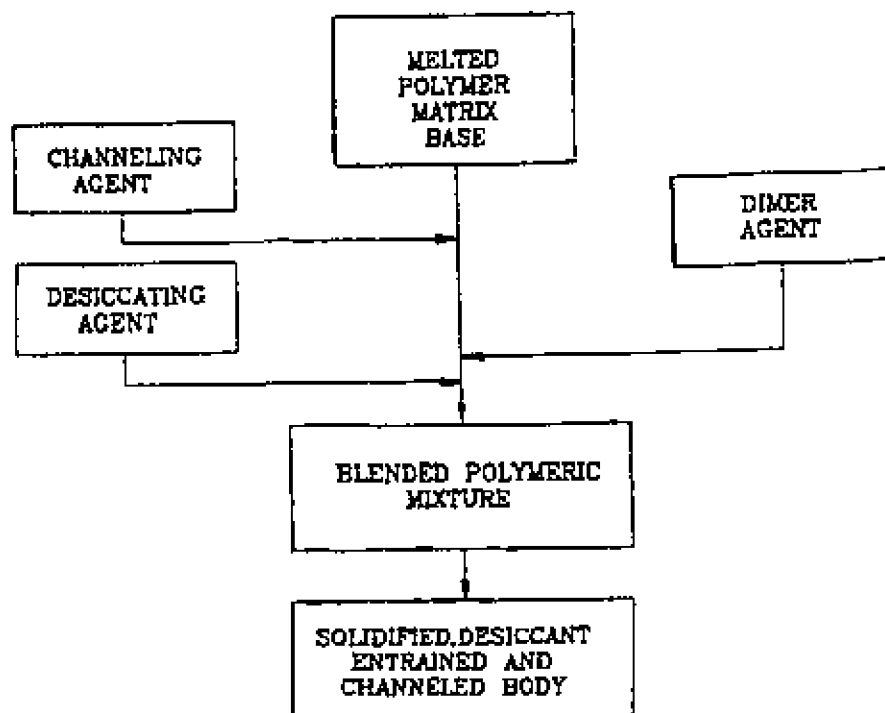 MELTED
POLYMER
MATRIX
BASE
CHANNELING
AGENT
DIMER
AGENT
DESICCATING
AGENT
BLENDED POLYMERIC
MIXTURE
SOLIDIFIED,DESICCANT
ENTRAINED AND
CHANNELED BODY